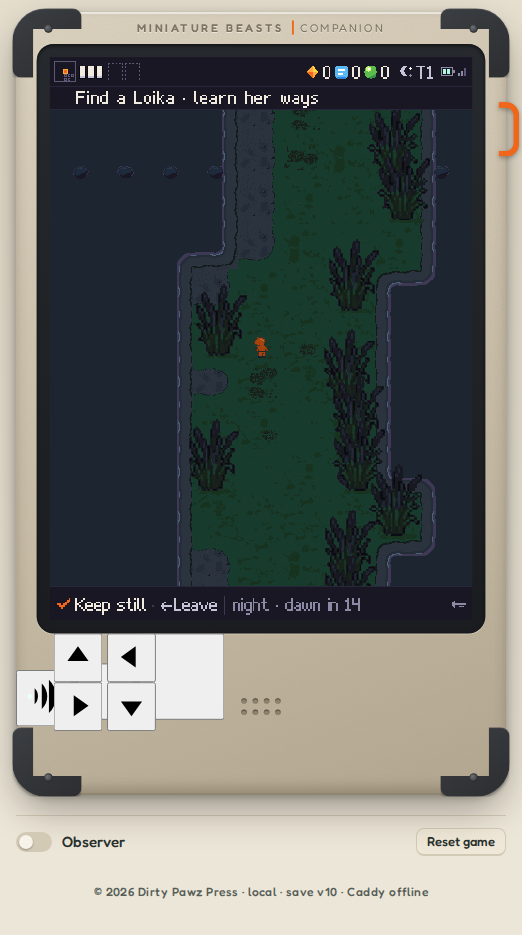 MINIATURE BEASTS | COMPANION
0 0 0 T1
Find a Loika · learn her ways
Keep still · ←Leave | night · dawn in 14 ←
Observer
Reset game
© 2026 Dirty Pawz Press · local · save v10 · Caddy offline